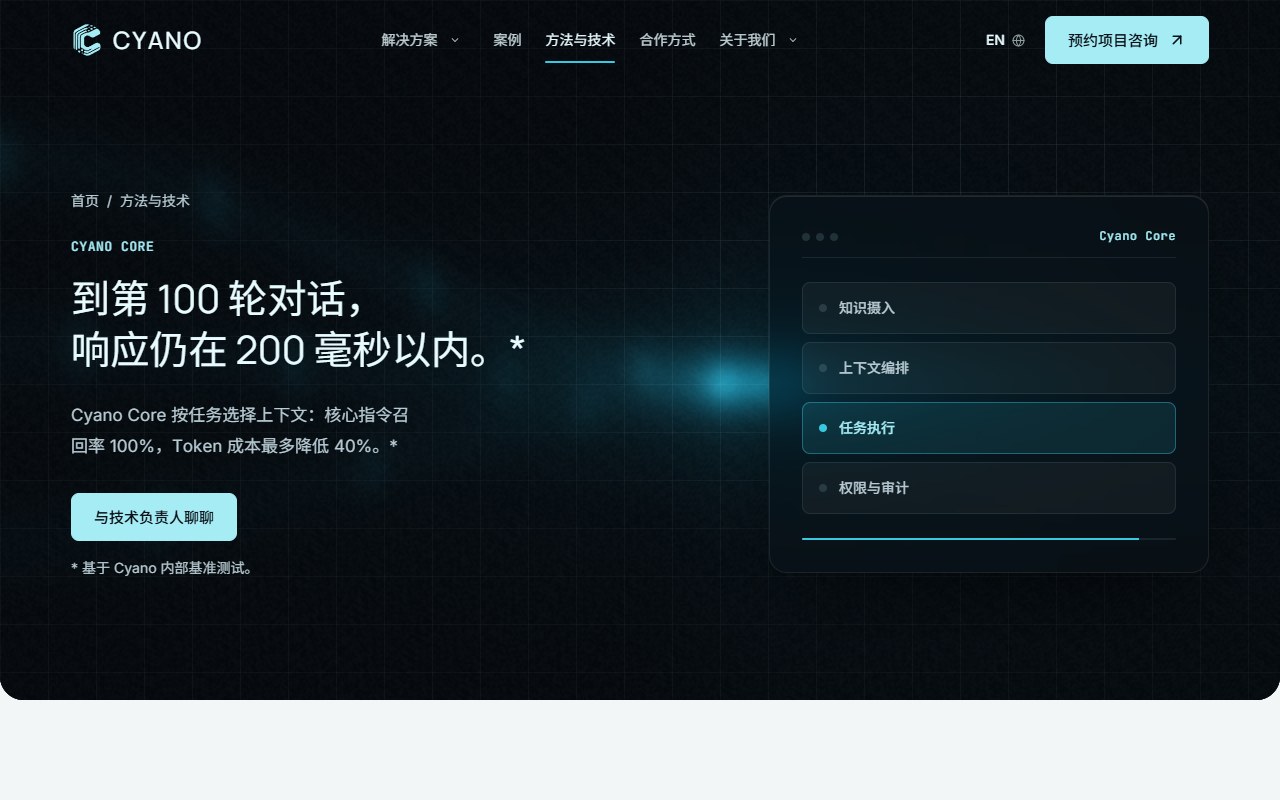 CYANO
解决方案
案例
方法与技术
合作方式
关于我们
EN
预约项目咨询
首页 / 方法与技术
CYANO CORE
到第 100 轮对话，
响应仍在 200 毫秒以内。*
Cyano Core 按任务选择上下文：核心指令召
回率 100%，Token 成本最多降低 40%。*
与技术负责人聊聊
* 基于 Cyano 内部基准测试。
Cyano Core
知识摄入
上下文编排
任务执行
权限与审计